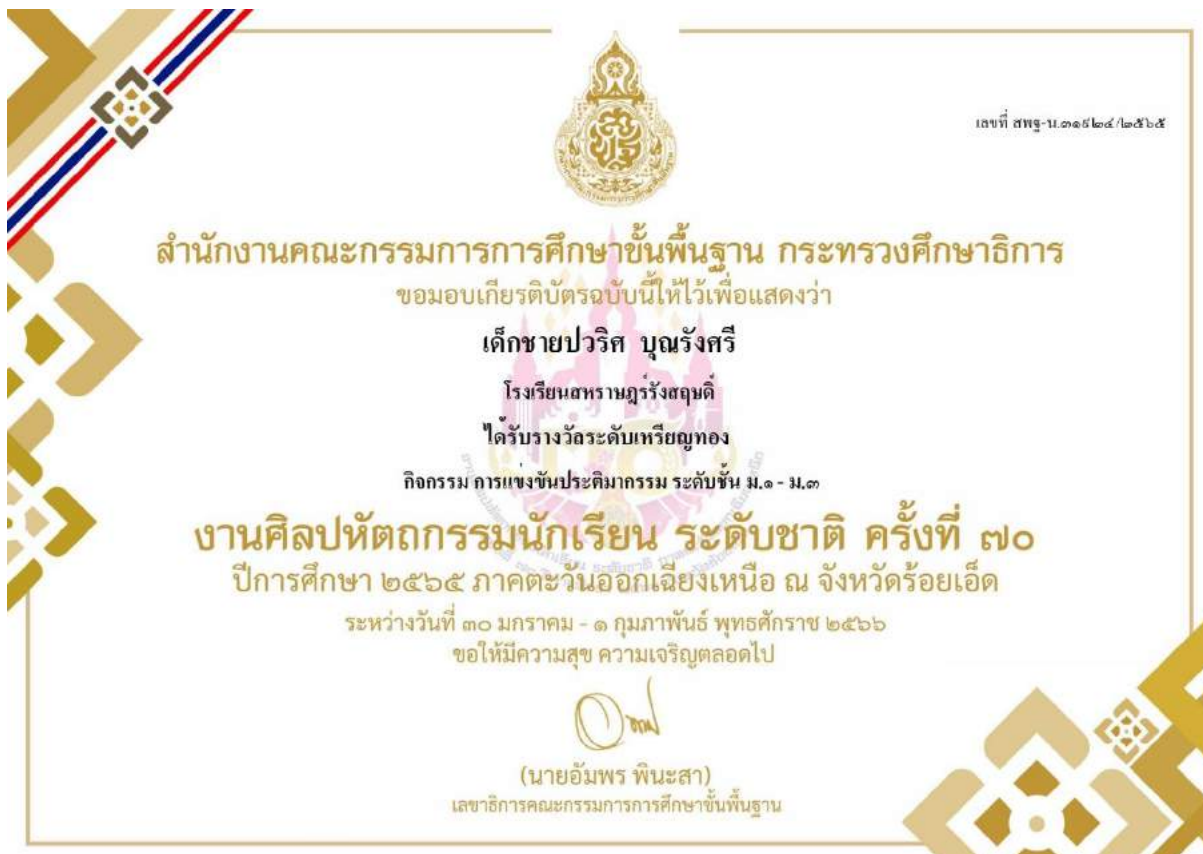 เลขที่ สพฐ-น.๓๑๙๒๔/๒๕๖๕
สำนักงานคณะกรรมการการศึกษาขั้นพื้นฐาน กระทรวงศึกษาธิการ
ขอมอบเกียรติบัตรฉบับนี้ให้ไว้เพื่อแสดงว่า
เด็กชายปวริศ บุณรังศรี
โรงเรียนสหราษฎร์รังสฤษดิ์
ได้รับรางวัลระดับเหรียญทอง
กิจกรรม การแข่งขันประติมากรรม ระดับชั้น ม.๑ - ม.๓
งานศิลปหัตถกรรมนักเรียน ระดับชาติ ครั้งที่ ๗๐
ปีการศึกษา ๒๕๖๕ ภาคตะวันออกเฉียงเหนือ ณ จังหวัดร้อยเอ็ด
ระหว่างวันที่ ๓๐ มกราคม - ๑ กุมภาพันธ์ พุทธศักราช ๒๕๖๖
ขอให้มีความสุข ความเจริญตลอดไป
(นายอัมพร พินะสา)
เลขาธิการคณะกรรมการการศึกษาขั้นพื้นฐาน